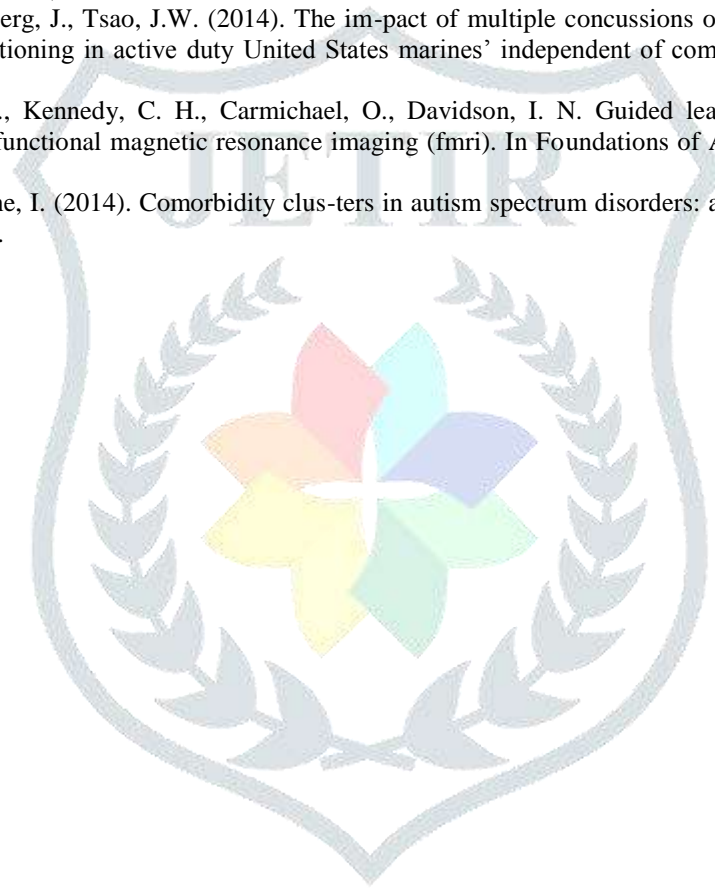 erg, J., Tsao, J.W. (2014). The im-pact of multiple concussions o
tioning in active duty United States marines’ independent of com
., Kennedy, C. H., Carmichael, O., Davidson, I. N. Guided lea
functional magnetic resonance imaging (fmri). In Foundations of A
ne, I. (2014). Comorbidity clus-ters in autism spectrum disorders: a
.
JETIR